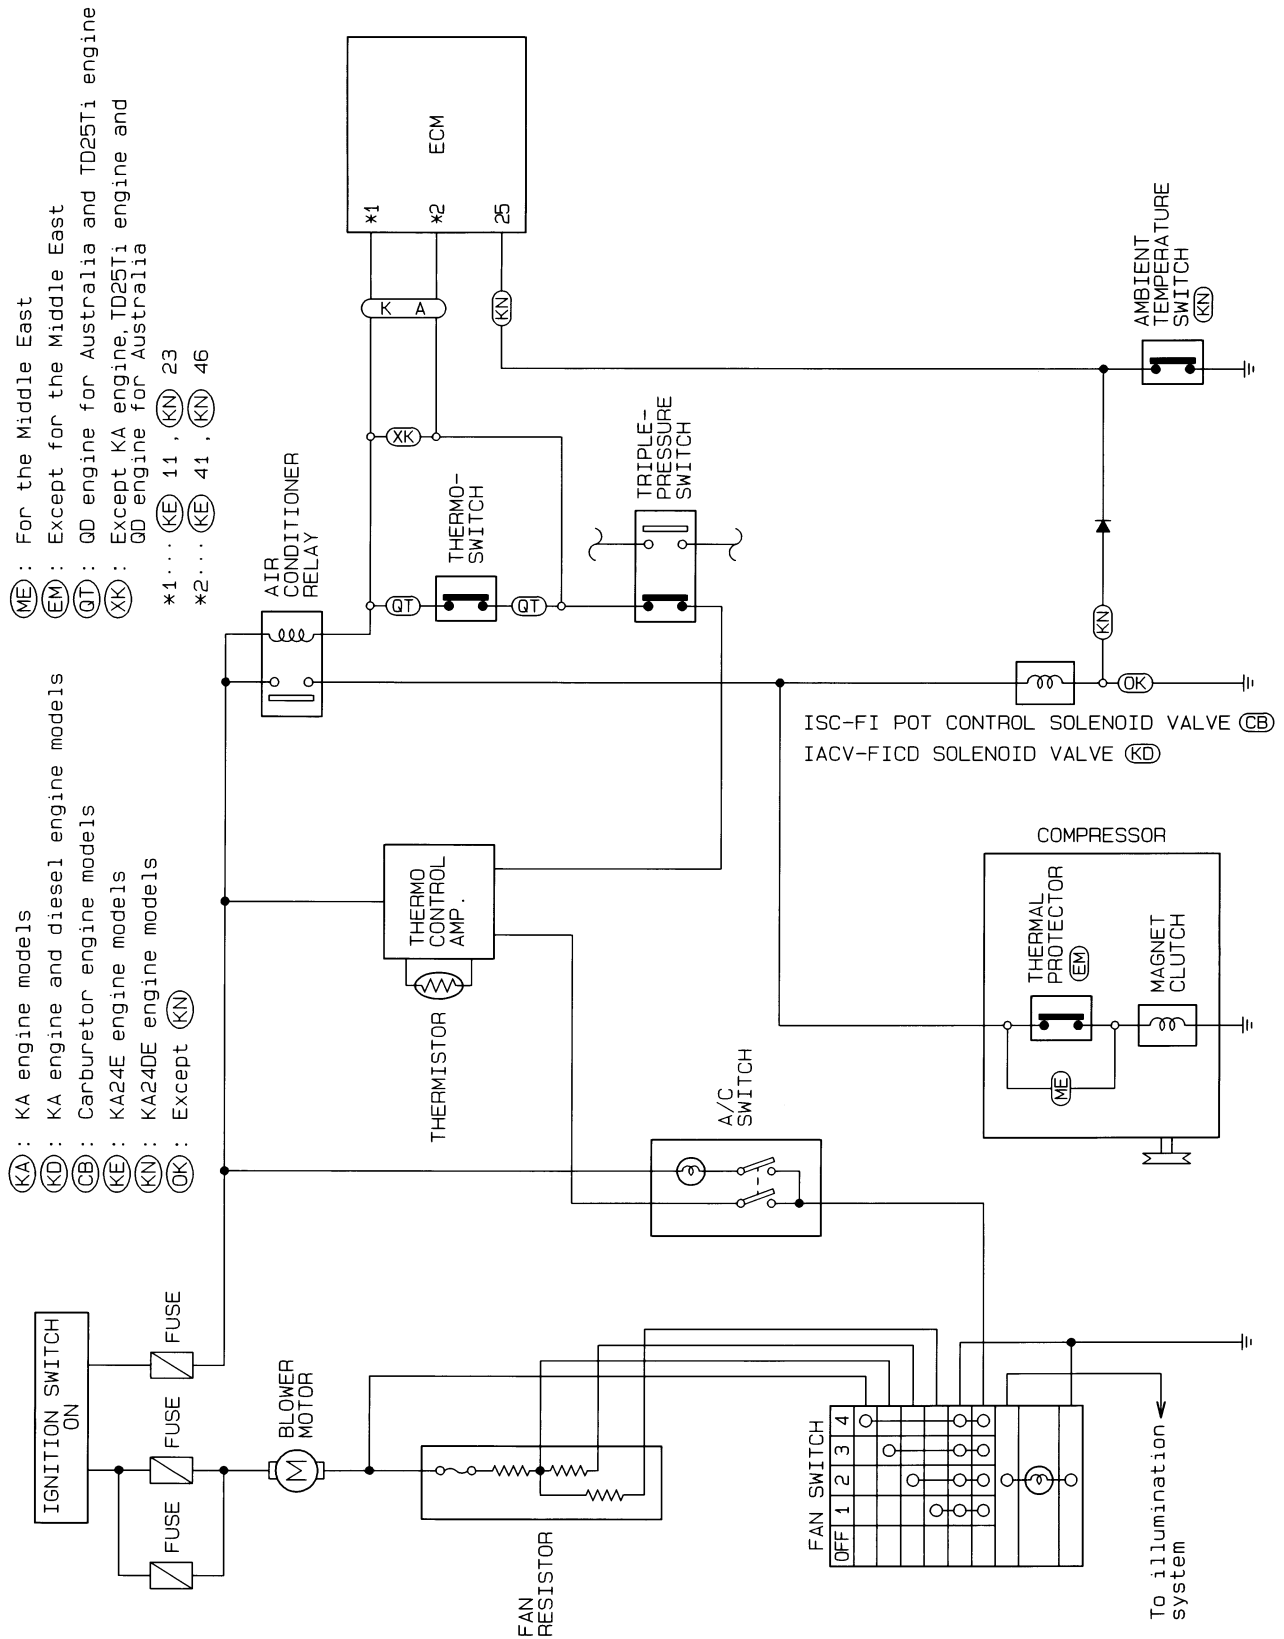 KA : KA engine models
KD : KA engine and diesel engine models
CB : Carburetor engine models
KE : KA24E engine models
KN : KA24DE engine models
OK : Except KN
ME : For the Middle East
EM : Except for the Middle East
QT : QD engine for Australia and TD25Ti engine
XK : Except KA engine, TD25Ti engine and
QD engine for Australia
*1··· KE 11 , KN 23
*2··· KE 41 , KN 46
IGNITION SWITCH
ON
FUSE
FUSE
FUSE
BLOWER
MOTOR
M
FAN
RESISTOR
FAN SWITCH
OFF 1 2 3 4
To illumination
system
A/C
SWITCH
THERMISTOR
THERMO
CONTROL
AMP.
AIR
CONDITIONER
RELAY
QT
THERMO-
SWITCH
QT
XK
K A
ECM
*1
*2
25
KN
TRIPLE-
PRESSURE
SWITCH
AMBIENT
TEMPERATURE
SWITCH
KN
KN
OK
ISC-FI POT CONTROL SOLENOID VALVE CB
IACV-FICD SOLENOID VALVE KD
COMPRESSOR
THERMAL
PROTECTOR
EM
ME
MAGNET
CLUTCH